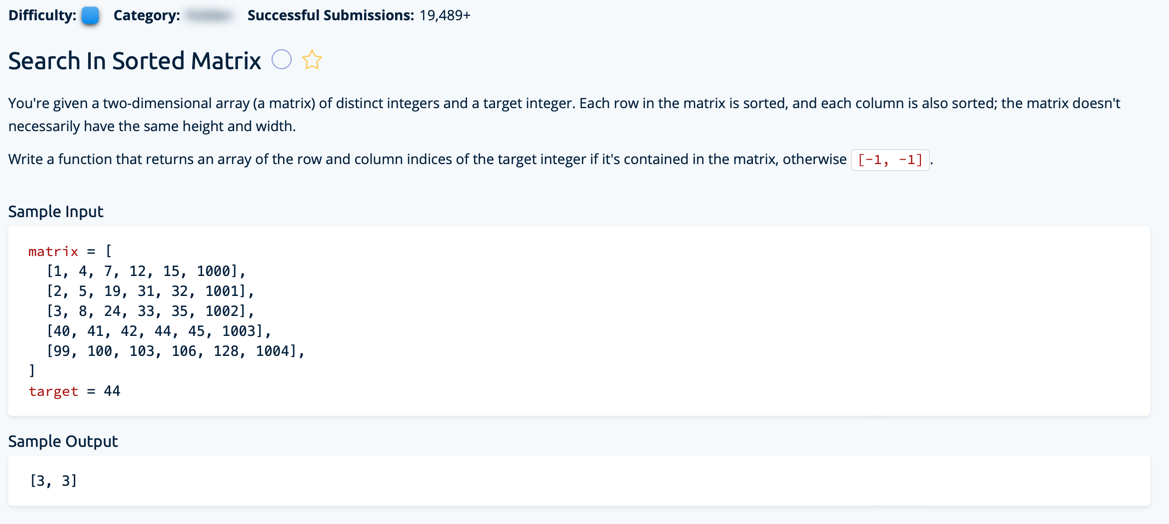 Difficulty: Category: Successful Submissions: 19,489+
Search In Sorted Matrix
You're given a two-dimensional array (a matrix) of distinct integers and a target integer. Each row in the matrix is sorted, and each column is also sorted; the matrix doesn't
necessarily have the same height and width.
Write a function that returns an array of the row and column indices of the target integer if it's contained in the matrix, otherwise [-1, -1] .
Sample Input
matrix = [
  [1, 4, 7, 12, 15, 1000],
  [2, 5, 19, 31, 32, 1001],
  [3, 8, 24, 33, 35, 1002],
  [40, 41, 42, 44, 45, 1003],
  [99, 100, 103, 106, 128, 1004],
]
target = 44
Sample Output
[3, 3]